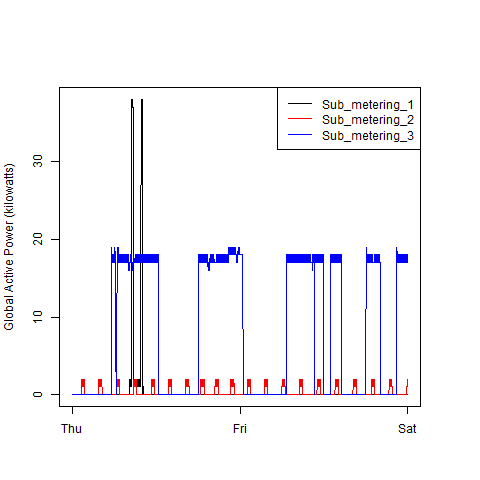 Sub_metering_1
Sub_metering_2
Sub_metering_3
Global Active Power (kilowatts)
30
20
10
0
Thu Fri Sat